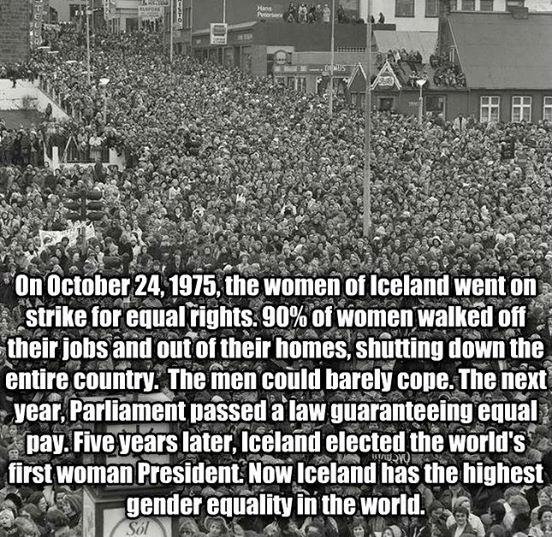 Hans
Petersen
On October 24, 1975, the women of Iceland went on
strike for equal rights. 90% of women walked off
their jobs and out of their homes, shutting down the
entire country. The men could barely cope. The next
year, Parliament passed a law guaranteeing equal
pay. Five years later, Iceland elected the world's
first woman President. Now Iceland has the highest
gender equality in the world.
Sól